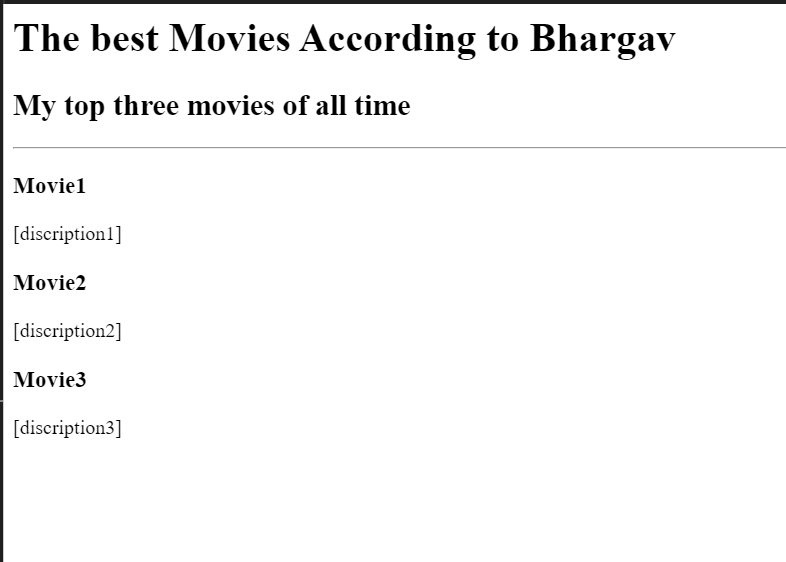 The best Movies According to Bhargav
My top three movies of all time
Movie1
[discription1]
Movie2
[discription2]
Movie3
[discription3]